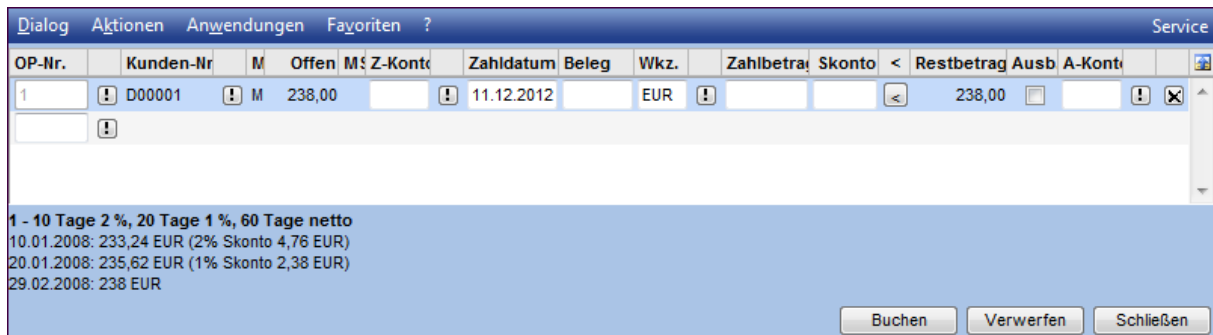 Dialog Aktionen Anwendungen Favoriten ? Service
OP-Nr. Kunden-Nr M Offen MS Z-Konto Zahldatum Beleg Wkz. Zahlbetrag Skonto < Restbetrag Ausb A-Konto
1 ! D00001 ! M 238,00 ! 11.12.2012 EUR ! < 238,00 !
!
1 - 10 Tage 2 %, 20 Tage 1 %, 60 Tage netto
10.01.2008: 233,24 EUR (2% Skonto 4,76 EUR)
20.01.2008: 235,62 EUR (1% Skonto 2,38 EUR)
29.02.2008: 238 EUR
Buchen Verwerfen Schließen